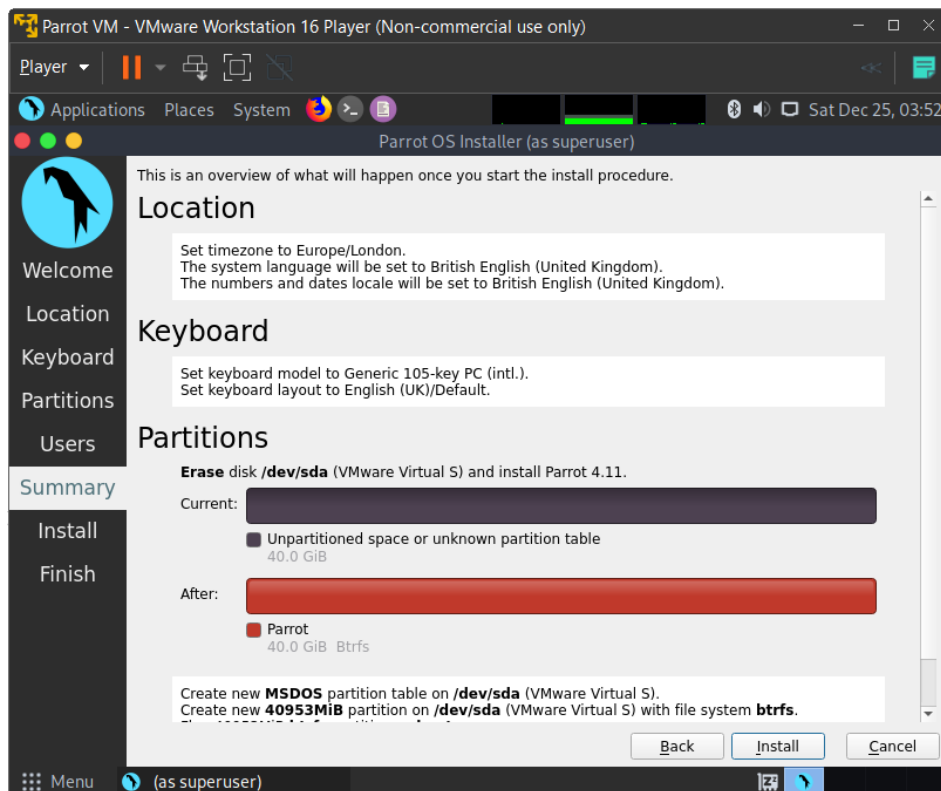 Parrot VM - VMware Workstation 16 Player (Non-commercial use only)
Player
Applications Places System Sat Dec 25, 03:52
Parrot OS Installer (as superuser)
This is an overview of what will happen once you start the install procedure.
Location
Set timezone to Europe/London.
The system language will be set to British English (United Kingdom).
The numbers and dates locale will be set to British English (United Kingdom).
Keyboard
Set keyboard model to Generic 105-key PC (intl.).
Set keyboard layout to English (UK)/Default.
Partitions
Erase disk /dev/sda (VMware Virtual S) and install Parrot 4.11.
Current:
Unpartitioned space or unknown partition table
40.0 GiB
After:
Parrot
40.0 GiB Btrfs
Create new MSDOS partition table on /dev/sda (VMware Virtual S).
Create new 40953MiB partition on /dev/sda (VMware Virtual S) with file system btrfs.
Welcome
Location
Keyboard
Partitions
Users
Summary
Install
Finish
Back Install Cancel
Menu (as superuser)